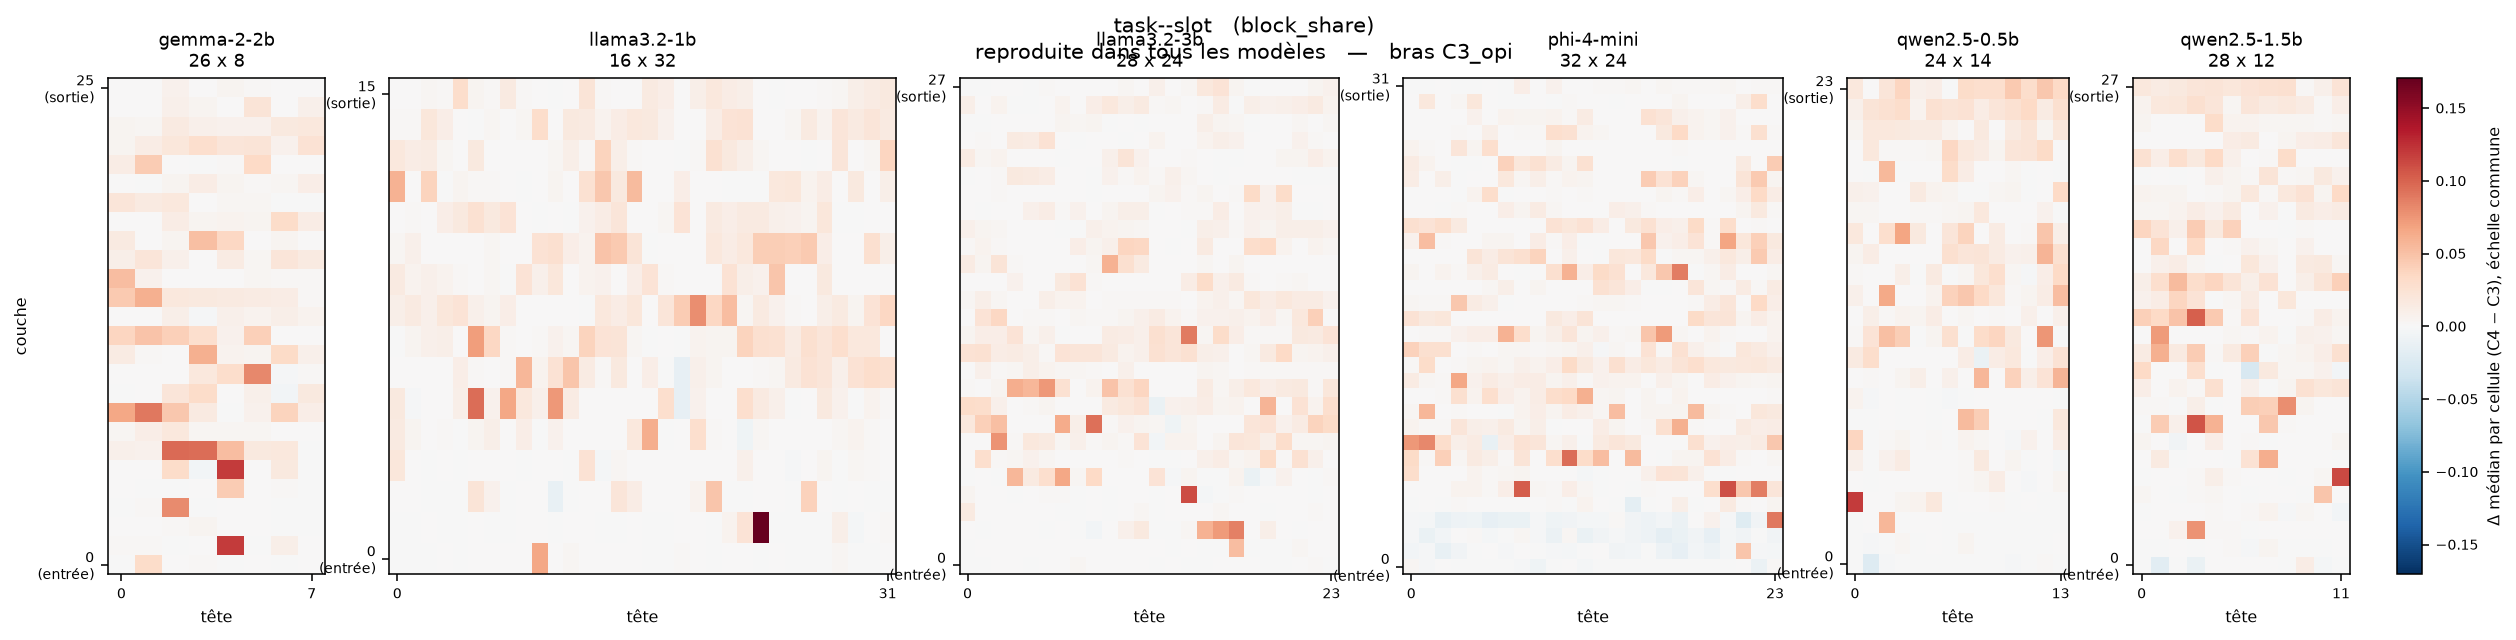 task--slot   (block_share)
reproduite dans tous les modèles   —   bras C3_opi
gemma-2-2b
26 x 8
llama3.2-1b
16 x 32
llama3.2-3b
28 x 24
phi-4-mini
32 x 24
qwen2.5-0.5b
24 x 14
qwen2.5-1.5b
28 x 12
couche
25
(sortie)
0
(entrée)
0
7
tête
15
(sortie)
0
(entrée)
0
31
tête
27
(sortie)
0
(entrée)
0
23
tête
31
(sortie)
0
(entrée)
0
23
tête
23
(sortie)
0
(entrée)
0
13
tête
27
(sortie)
0
(entrée)
0
11
tête
0.15
0.10
0.05
0.00
−0.05
−0.10
−0.15
Δ médian par cellule (C4 − C3), échelle commune